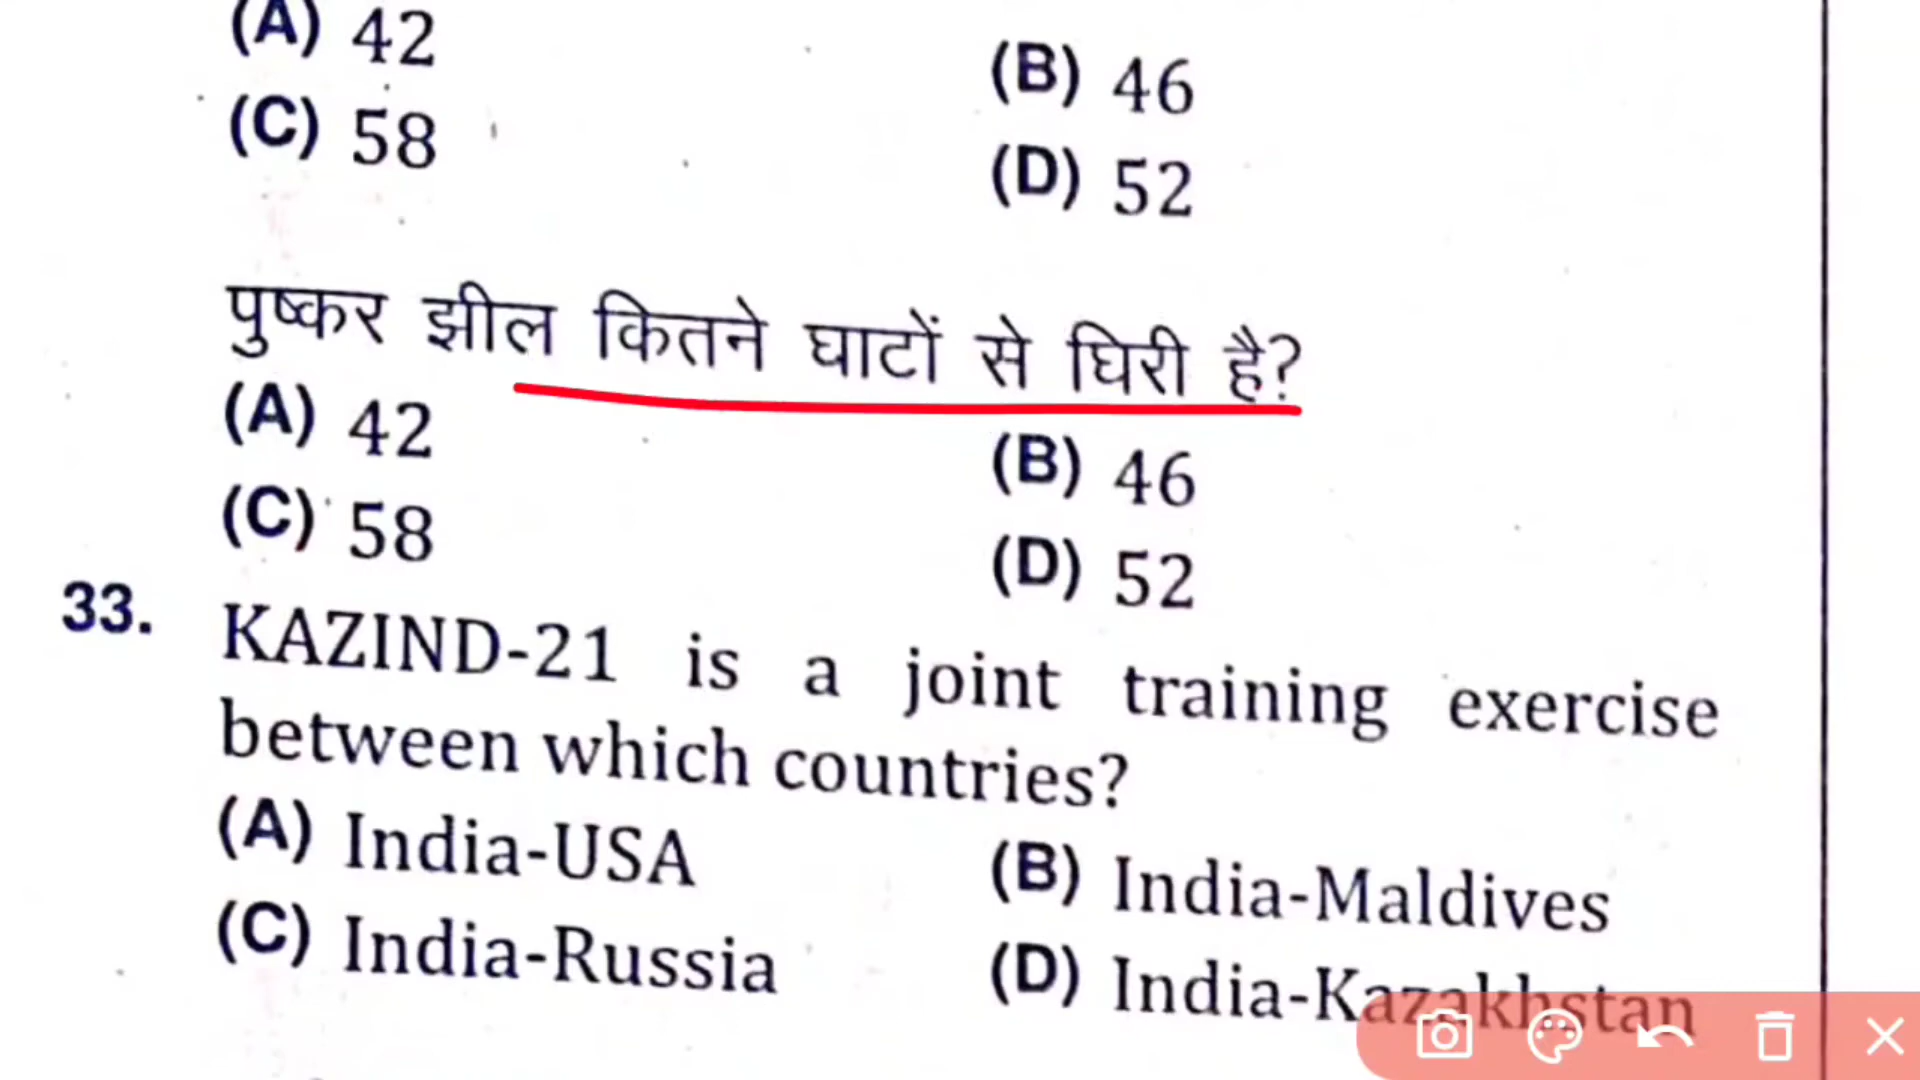 (A) 42
(B) 46
(C) 58
(D) 52
पुष्कर झील कितने घाटों से घिरी है?
(A) 42
(B) 46
(C) 58
(D) 52
33. KAZIND-21 is a joint training exercise
between which countries?
(A) India-USA
(B) India-Maldives
(C) India-Russia
(D) India-Kazakhstan